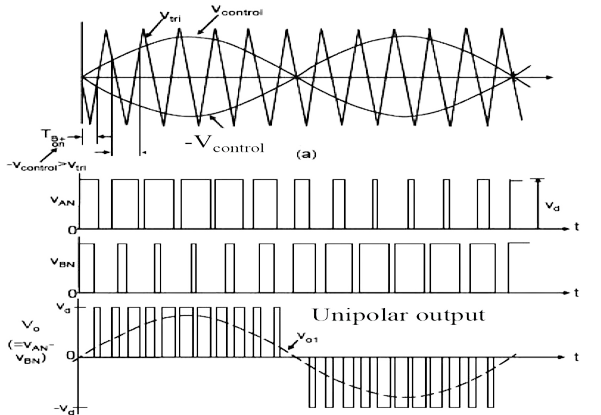 Vtri
Vcontrol
TB+
on
-Vcontrol
-Vcontrol>Vtri
(a)
VAN
0
Vd
t
VBN
0
t
Vd
Unipolar output
Vo
(=VAN-
VBN)
0
Vo1
t
-Vd